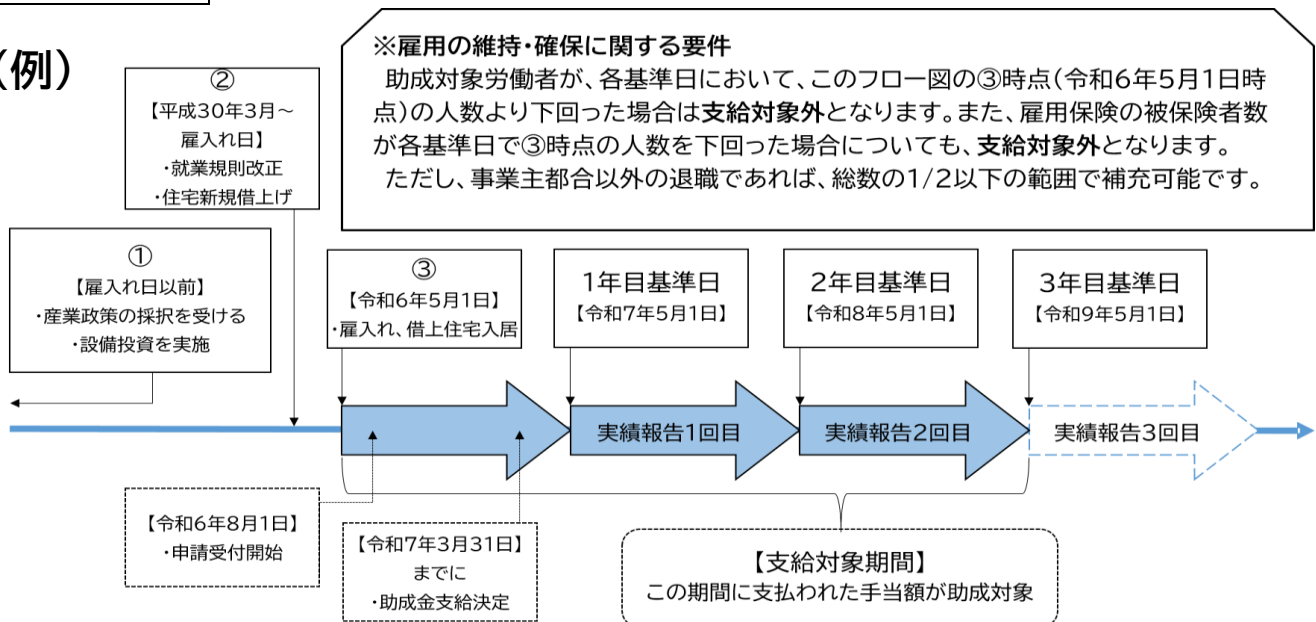 (例)
※雇用の維持・確保に関する要件
助成対象労働者が、各基準日において、このフロー図の③時点(令和6年5月1日時
点)の人数より下回った場合は支給対象外となります。また、雇用保険の被保険者数
が各基準日で③時点の人数を下回った場合についても、支給対象外となります。
ただし、事業主都合以外の退職であれば、総数の1/2以下の範囲で補充可能です。
②
【平成30年3月~
雇入れ日】
・就業規則改正
・住宅新規借上げ
①
【雇入れ日以前】
・産業政策の採択を受ける
・設備投資を実施
③
【令和6年5月1日】
・雇入れ、借上住宅入居
1年目基準日
【令和7年5月1日】
2年目基準日
【令和8年5月1日】
3年目基準日
【令和9年5月1日】
実績報告1回目
実績報告2回目
実績報告3回目
【令和6年8月1日】
・申請受付開始
【令和7年3月31日】
までに
・助成金支給決定
【支給対象期間】
この期間に支払われた手当額が助成対象